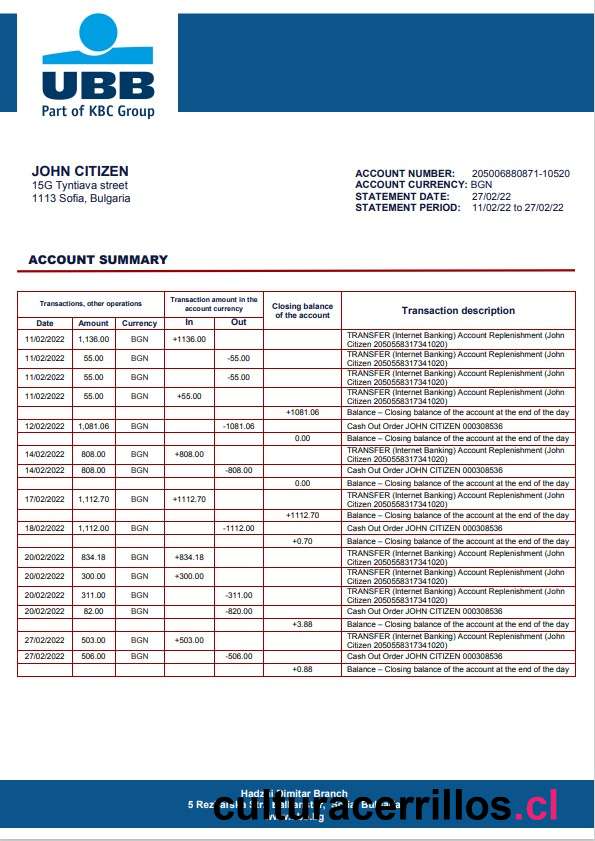 UBB
Part of KBC Group
JOHN CITIZEN
15G Tyntiava street
1113 Sofia, Bulgaria
ACCOUNT NUMBER: 205006880871-10520
ACCOUNT CURRENCY: BGN
STATEMENT DATE: 27/02/22
STATEMENT PERIOD: 11/02/22 to 27/02/22
ACCOUNT SUMMARY
Transactions, other operations
Transaction amount in the
account currency
Closing balance
of the account
Transaction description
Date Amount Currency In Out
11/02/2022 1,136.00 BGN +1136.00 TRANSFER (Internet Banking) Account Replenishment (John
Citizen 2050558317341020)
11/02/2022 55.00 BGN -55.00 TRANSFER (Internet Banking) Account Replenishment (John
Citizen 2050558317341020)
11/02/2022 55.00 BGN -55.00 TRANSFER (Internet Banking) Account Replenishment (John
Citizen 2050558317341020)
11/02/2022 55.00 BGN +55.00 TRANSFER (Internet Banking) Account Replenishment (John
Citizen 2050558317341020)
+1081.06 Balance – Closing balance of the account at the end of the day
12/02/2022 1,081.06 BGN -1081.06 Cash Out Order JOHN CITIZEN 000308536
0.00 Balance – Closing balance of the account at the end of the day
14/02/2022 808.00 BGN +808.00 TRANSFER (Internet Banking) Account Replenishment (John
Citizen 2050558317341020)
14/02/2022 808.00 BGN -808.00 Cash Out Order JOHN CITIZEN 000308536
0.00 Balance – Closing balance of the account at the end of the day
17/02/2022 1,112.70 BGN +1112.70 TRANSFER (Internet Banking) Account Replenishment (John
Citizen 2050558317341020)
+1112.70 Balance – Closing balance of the account at the end of the day
18/02/2022 1,112.00 BGN -1112.00 Cash Out Order JOHN CITIZEN 000308536
+0.70 Balance – Closing balance of the account at the end of the day
20/02/2022 834.18 BGN +834.18 TRANSFER (Internet Banking) Account Replenishment (John
Citizen 2050558317341020)
20/02/2022 300.00 BGN +300.00 TRANSFER (Internet Banking) Account Replenishment (John
Citizen 2050558317341020)
20/02/2022 311.00 BGN -311.00 TRANSFER (Internet Banking) Account Replenishment (John
Citizen 2050558317341020)
20/02/2022 82.00 BGN -820.00 Cash Out Order JOHN CITIZEN 000308536
+3.88 Balance – Closing balance of the account at the end of the day
27/02/2022 503.00 BGN +503.00 TRANSFER (Internet Banking) Account Replenishment (John
Citizen 2050558317341020)
27/02/2022 506.00 BGN -506.00 Cash Out Order JOHN CITIZEN 000308536
+0.88 Balance – Closing balance of the account at the end of the day
Hadzhi Dimitar Branch
5
culturacerrillos.cl